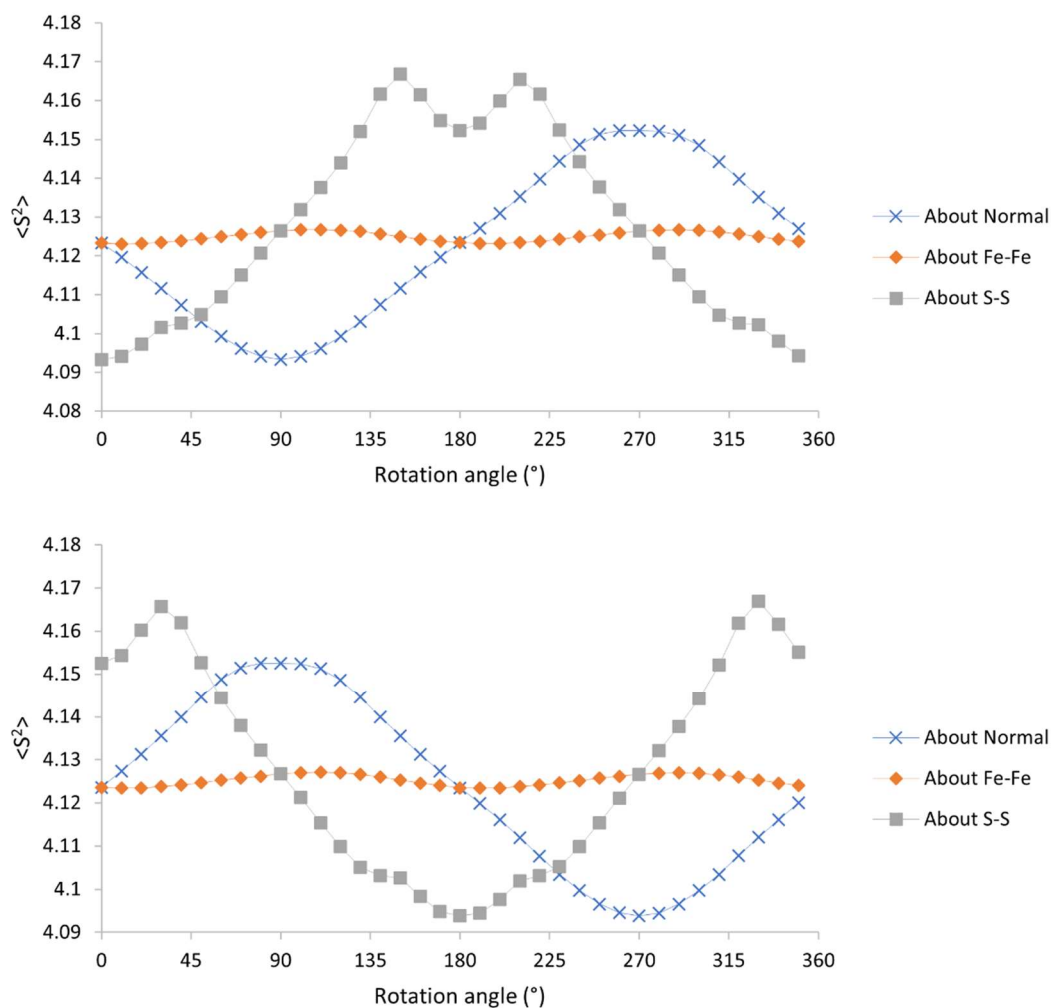 4.18
4.17
4.16
4.15
4.14
4.13
4.12
4.11
4.1
4.09
4.08
<S²>
0 45 90 135 180 225 270 315 360
Rotation angle (°)
About Normal
About Fe-Fe
About S-S
4.18
4.17
4.16
4.15
4.14
4.13
4.12
4.11
4.1
4.09
<S²>
0 45 90 135 180 225 270 315 360
Rotation angle (°)
About Normal
About Fe-Fe
About S-S